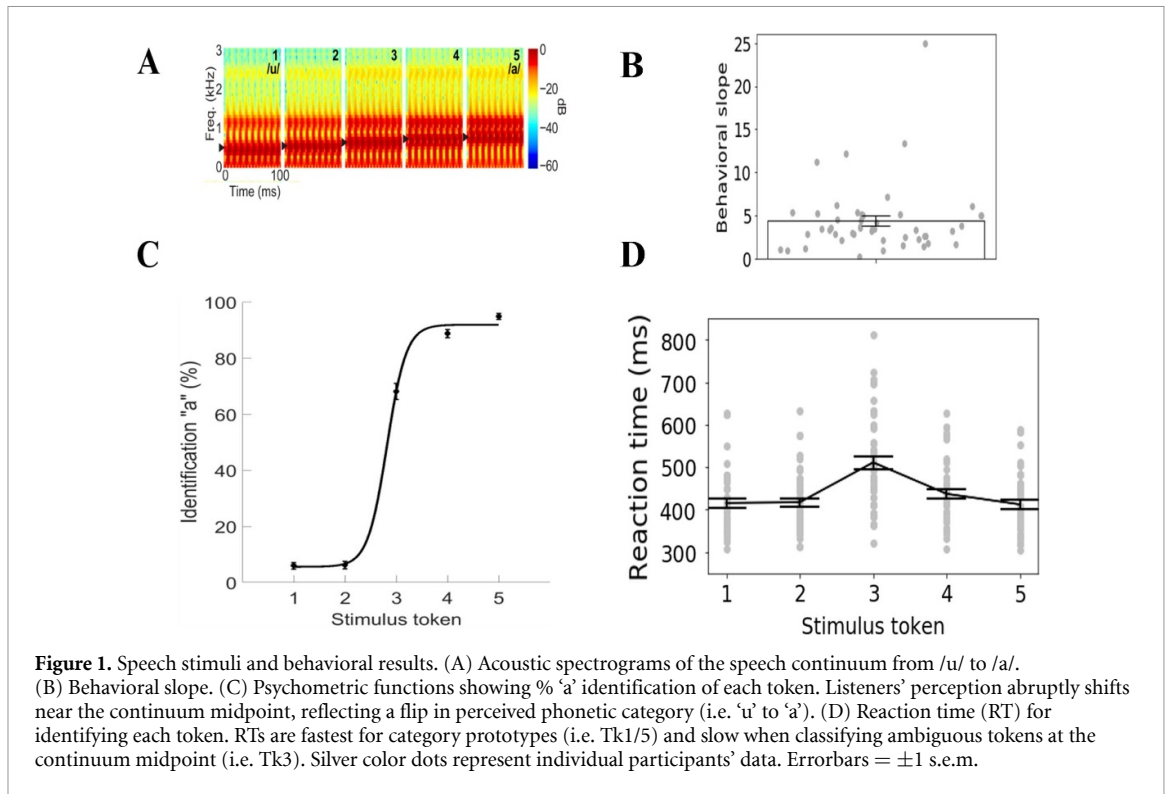 A
3
2
1
0
Freq. (kHz)
1
/u/
2
3
4
5
/a/
0
−20
−40
−60
dB
0
100
Time (ms)
B
25
20
15
10
5
0
Behavioral slope
C
100
80
60
40
20
0
Identification "a" (%)
1 2 3 4 5
Stimulus token
D
800
700
600
500
400
300
Reaction time (ms)
1 2 3 4 5
Stimulus token
Figure 1. Speech stimuli and behavioral results. (A) Acoustic spectrograms of the speech continuum from /u/ to /a/.
(B) Behavioral slope. (C) Psychometric functions showing % ‘a’ identification of each token. Listeners’ perception abruptly shifts
near the continuum midpoint, reflecting a flip in perceived phonetic category (i.e. ‘u’ to ‘a’). (D) Reaction time (RT) for
identifying each token. RTs are fastest for category prototypes (i.e. Tk1/5) and slow when classifying ambiguous tokens at the
continuum midpoint (i.e. Tk3). Silver color dots represent individual participants’ data. Errorbars = ±1 s.e.m.